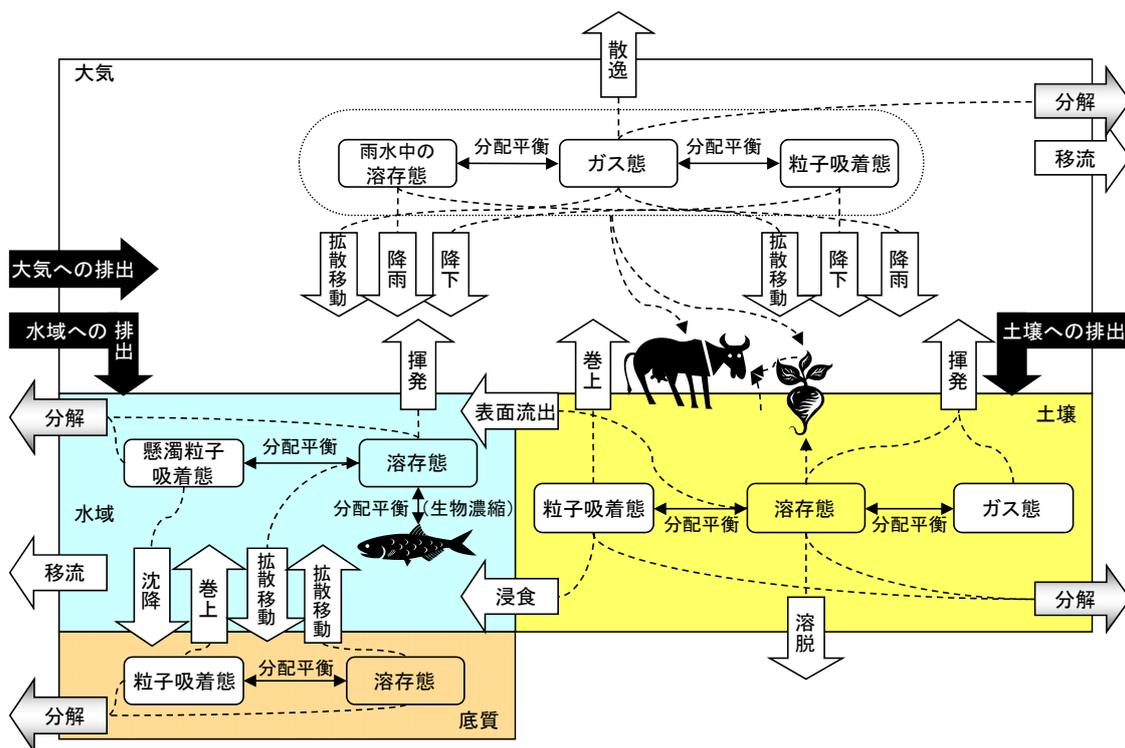 散逸
大気
分解
移流
雨水中の
溶存態
分配平衡
ガス態
分配平衡
粒子吸着態
拡散移動
降雨
降下
拡散移動
降下
降雨
大気への排出
水域への 排
出
土壌への排出
揮発
巻上
揮発
分解
表面流出
土壌
懸濁粒子
吸着態
分配平衡
溶存態
分配平衡
(生物濃縮)
水域
粒子吸着態
分配平衡
溶存態
分配平衡
ガス態
移流
沈降
巻上
拡散移動
拡散移動
浸食
分解
溶脱
粒子吸着態
分配平衡
溶存態
分解
底質